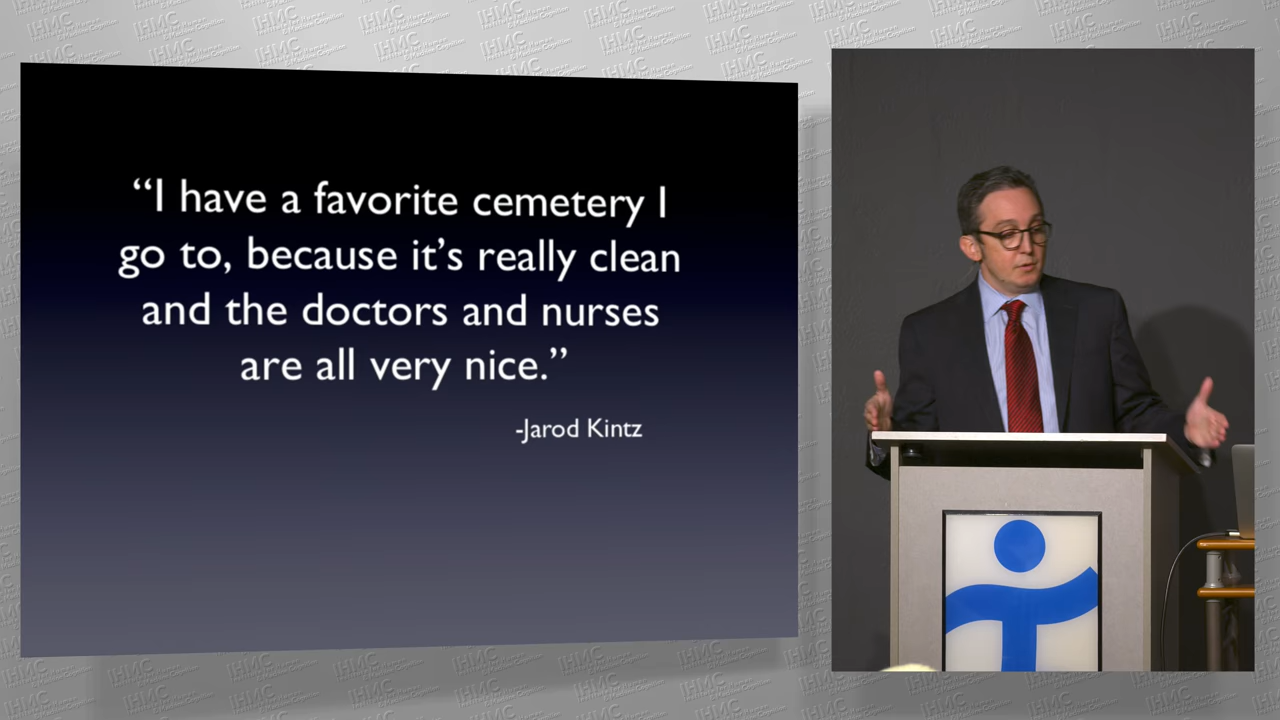 “I have a favorite cemetery I
go to, because it’s really clean
and the doctors and nurses
are all very nice.”
-Jarod Kintz
IHMC